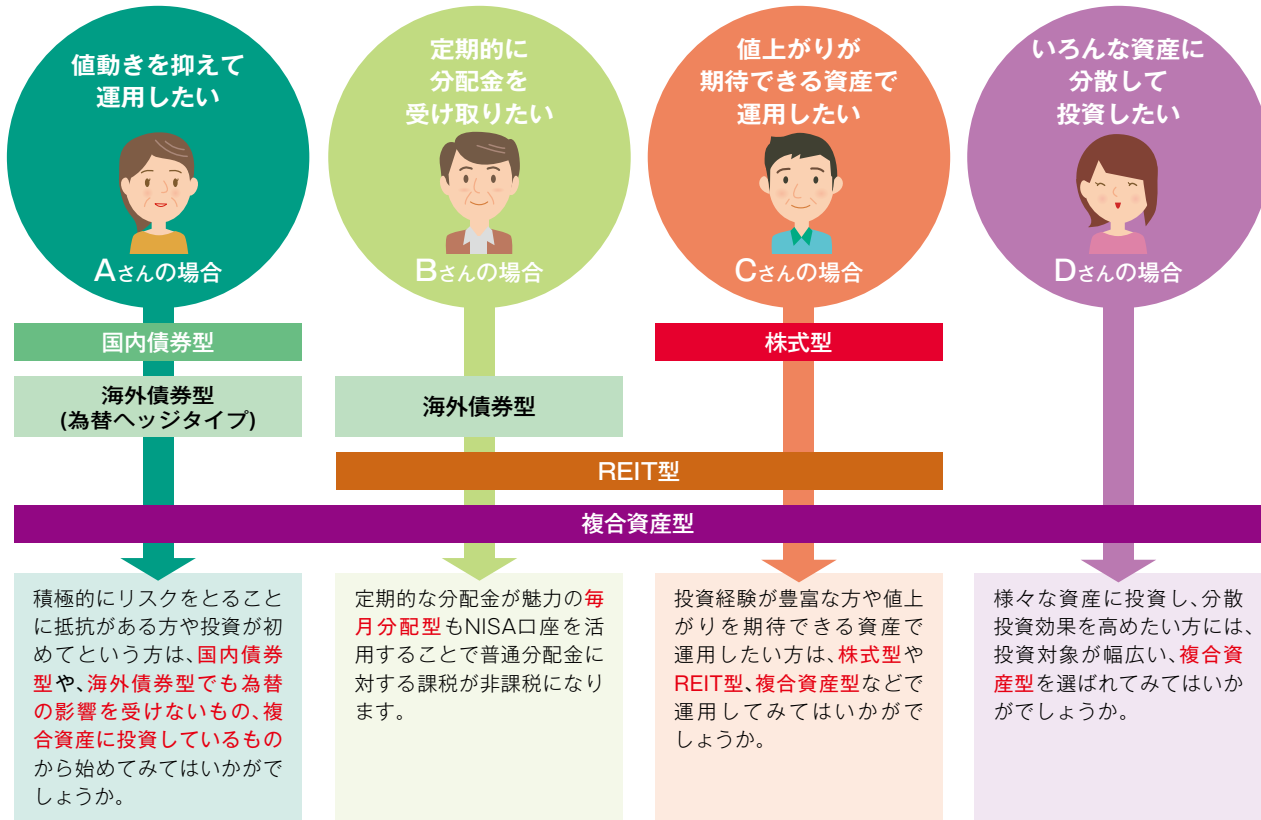 値動きを抑えて
運用したい
Aさんの場合
定期的に
分配金を
受け取りたい
Bさんの場合
値上がりが
期待できる資産で
運用したい
Cさんの場合
いろんな資産に
分散して
投資したい
Dさんの場合
国内債券型
株式型
海外債券型
(為替ヘッジタイプ)
海外債券型
REIT型
複合資産型
積極的にリスクをとること
に抵抗がある方や投資が初
めてという方は、国内債券
型や、海外債券型でも為替
の影響を受けないもの、複
合資産に投資しているもの
から始めてみてはいかがで
しょうか。
定期的な分配金が魅力の毎
月分配型もNISA口座を活
用することで普通分配金に
対する課税が非課税になり
ます。
投資経験が豊富な方や値上
がりを期待できる資産で
運用したい方は、株式型や
REIT型、複合資産型などで
運用してみてはいかがで
しょうか。
様々な資産に投資し、分散
投資効果を高めたい方には、
投資対象が幅広い、複合資
産型を選ばれてみてはいか
がでしょうか。